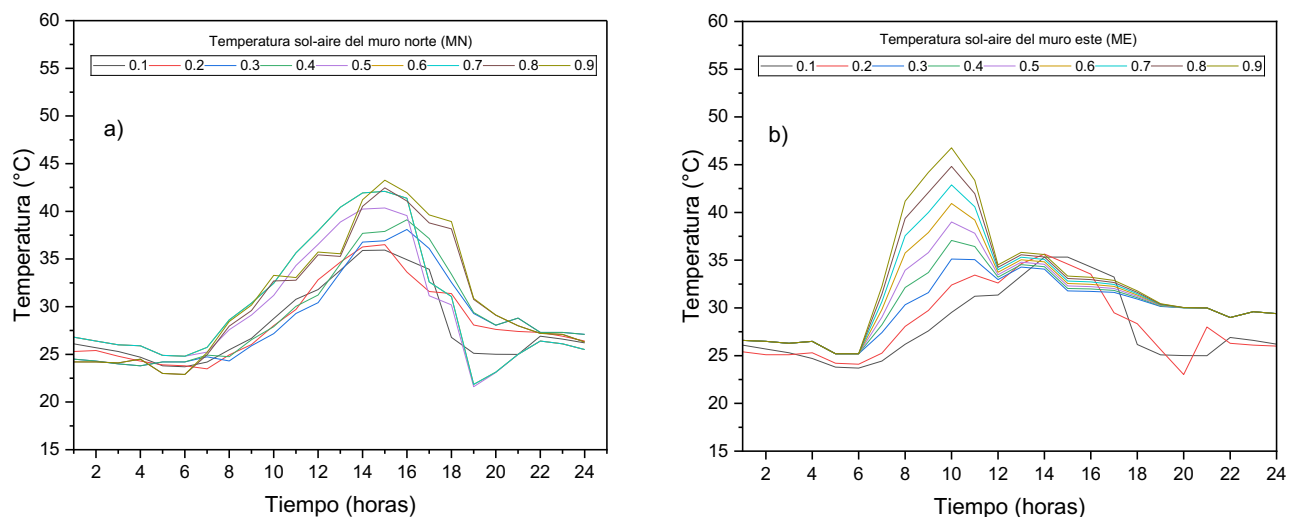 Temperatura sol-aire del muro norte (MN)
0.1 0.2 0.3 0.4 0.5 0.6 0.7 0.8 0.9
a)
Temperatura (°C)
60
55
50
45
40
35
30
25
20
15
2 4 6 8 10 12 14 16 18 20 22 24
Tiempo (horas)
Temperatura sol-aire del muro este (ME)
0.1 0.2 0.3 0.4 0.5 0.6 0.7 0.8 0.9
b)
Temperatura (°C)
60
55
50
45
40
35
30
25
20
15
2 4 6 8 10 12 14 16 18 20 22 24
Tiempo (horas)